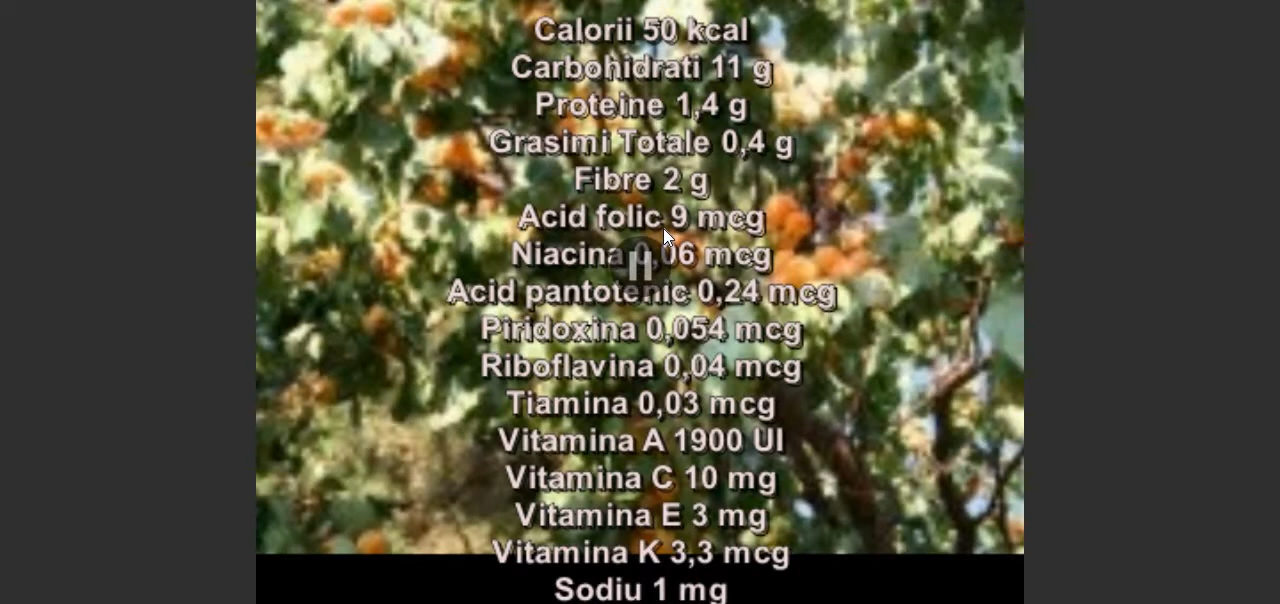 Calorii 50 kcal
Carbohidrati 11 g
Proteine 1,4 g
Grasimi Totale 0,4 g
Fibre 2 g
Acid folic 9 mcg
Niacina 0,06 mcg
Acid pantotenic 0,24 mcg
Piridoxina 0,054 mcg
Riboflavina 0,04 mcg
Tiamina 0,03 mcg
Vitamina A 1900 UI
Vitamina C 10 mg
Vitamina E 3 mg
Vitamina K 3,3 mcg
Sodiu 1 mg